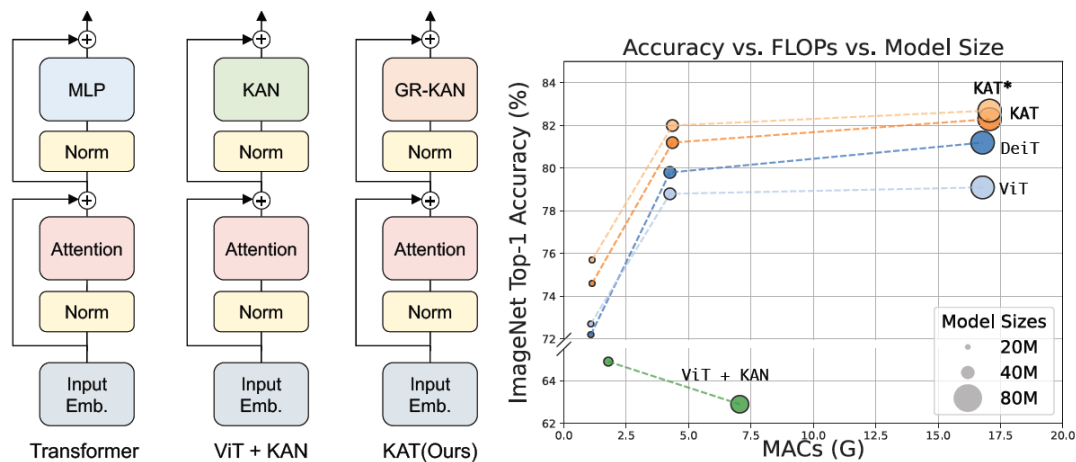 MLP
Norm
Attention
Norm
Input
Emb.
Transformer
KAN
Norm
Attention
Norm
Input
Emb.
ViT + KAN
GR-KAN
Norm
Attention
Norm
Input
Emb.
KAT(Ours)
Accuracy vs. FLOPs vs. Model Size
ImageNet Top-1 Accuracy (%)
84
82
80
78
76
74
72
64
62
KAT*
KAT
DeiT
ViT
ViT + KAN
Model Sizes
20M
40M
80M
0.0 2.5 5.0 7.5 10.0 12.5 15.0 17.5 20.0
MACs (G)